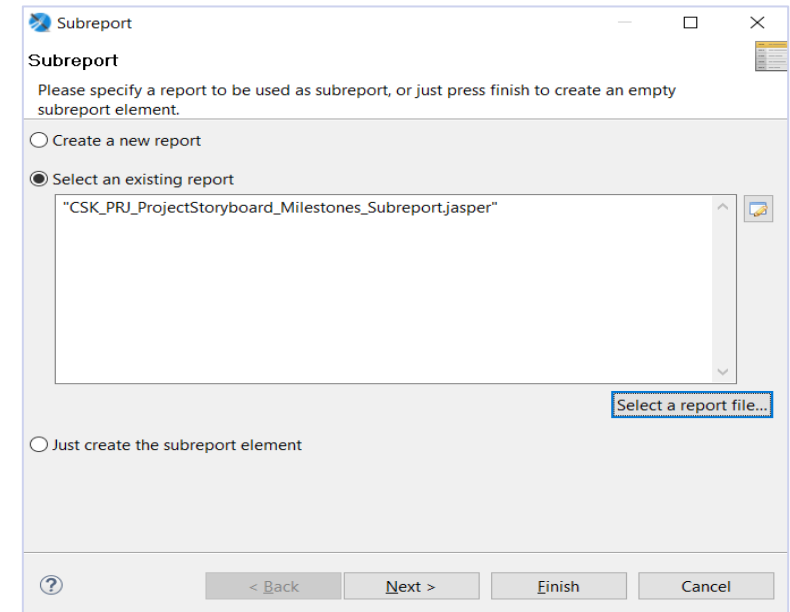 Subreport
Subreport
Please specify a report to be used as subreport, or just press finish to create an empty
subreport element.
Create a new report
Select an existing report
"CSK_PRJ_ProjectStoryboard_Milestones_Subreport.jasper"
Select a report file...
Just create the subreport element
? < Back Next > Finish Cancel